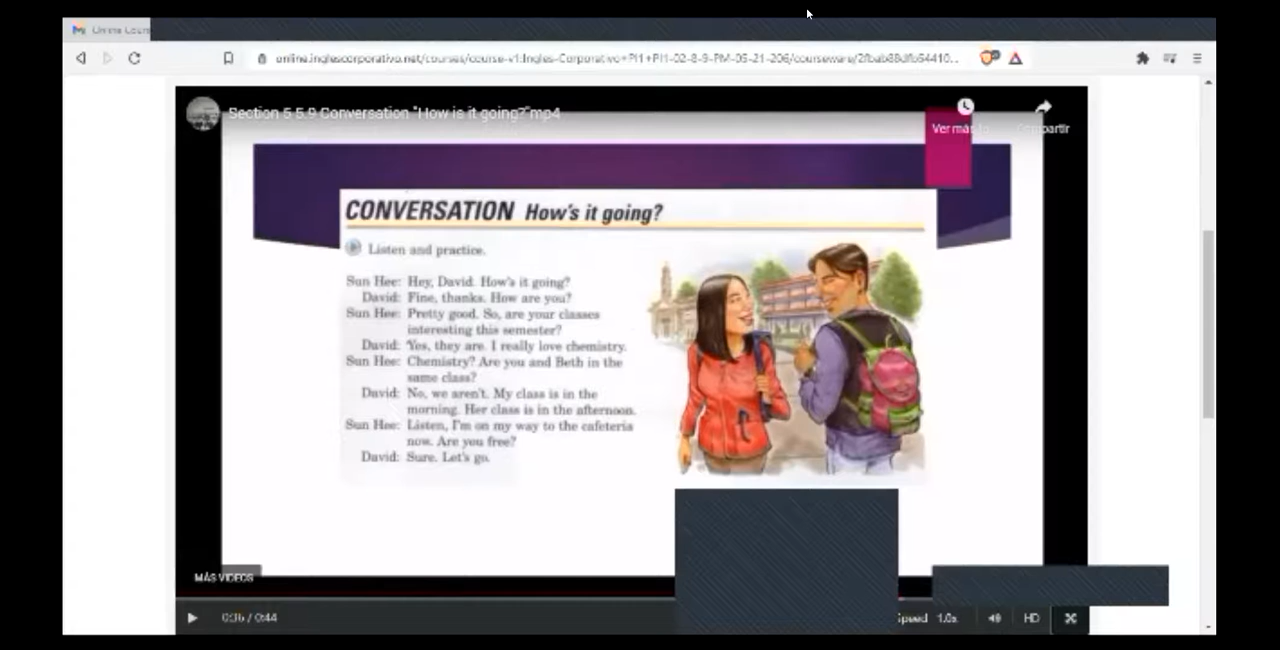 Section 5 5.9 Conversation "How is it going?"mp4
Ver más
CONVERSATION How's it going?
Listen and practice.
Sun Hee: Hey, David. How's it going?
David: Fine, thanks. How are you?
Sun Hee: Pretty good. So, are your classes
interesting this semester?
David: Yes, they are. I really love chemistry.
Sun Hee: Chemistry? Are you and Beth in the
same class?
David: No, we aren't. My class is in the
morning. Her class is in the afternoon.
Sun Hee: Listen, I'm on my way to the cafeteria
now. Are you free?
David: Sure. Let's go.
MÁS VIDEOS
0:36 / 0:44
Speed 1.0x
HD